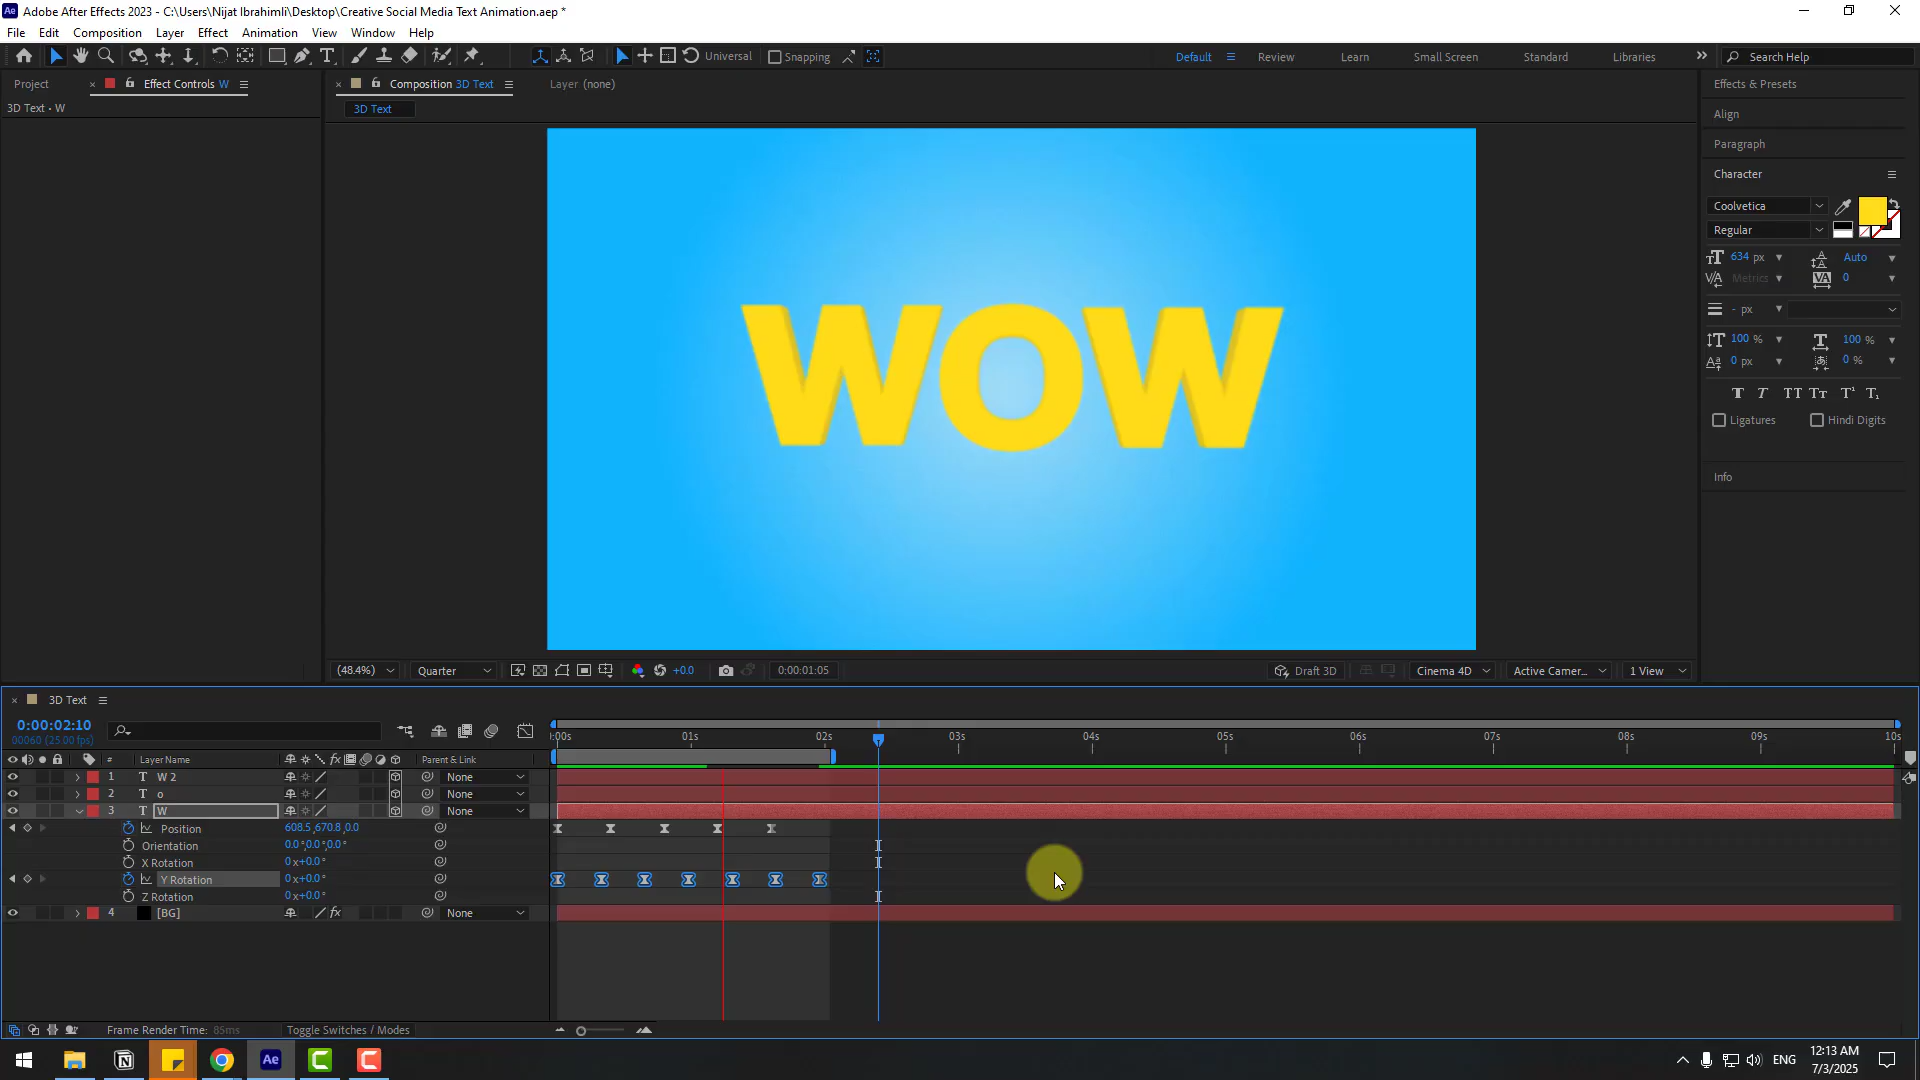 Adobe After Effects 2023 - C:\Users\Nijat Ibrahimli\Desktop\Creative Social Media Text Animation.aep *
File Edit Composition Layer Effect Animation View Window Help
Universal Snapping Default Review Learn Small Screen Standard Libraries Search Help
Project Effect Controls W Composition 3D Text Layer (none)
3D Text • W
3D Text
Effects & Presets
Align
Paragraph
Character
Coolvetica
Regular
634 px Auto
Metrics 0
- px
100 % 100 %
0 px 0 %
Ligatures Hindi Digits
Info
WOW
(48.4%) Quarter +0.0 0:00:01:05 Draft 3D Cinema 4D Active Camer... 1 View
3D Text
0:00:02:10
00060 (25.00 fps)
:00s 01s 02s 03s 04s 05s 06s 07s 08s 09s 10s
# Layer Name fx Parent & Link
1 T W 2 None
2 T o None
3 T W None
Position 608.5,670.8,0.0
Orientation 0.0°,0.0°,0.0°
X Rotation 0x+0.0°
Y Rotation 0x+0.0°
Z Rotation 0x+0.0°
4 [BG] fx None
Frame Render Time: 85ms Toggle Switches / Modes
Ae ENG 12:13 AM
7/3/2025